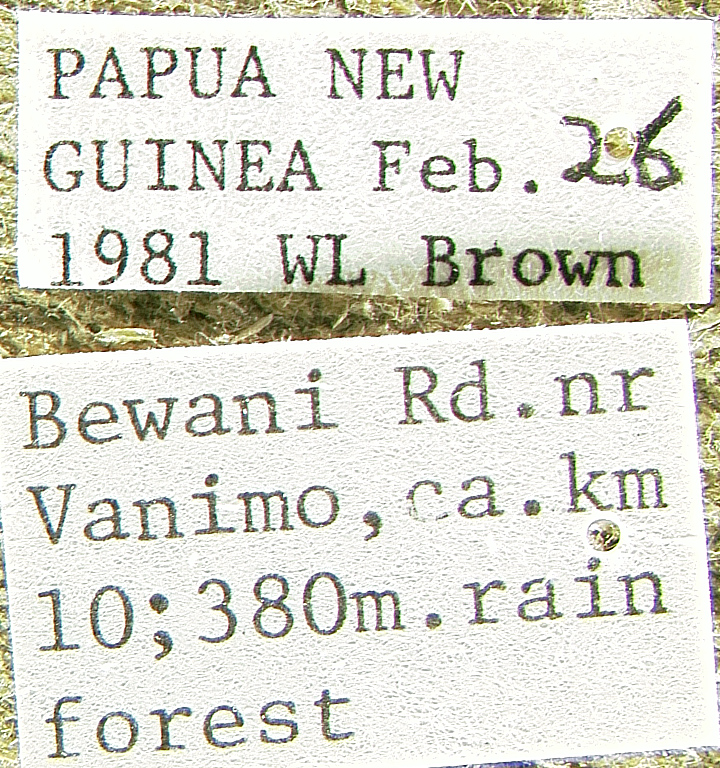 PAPUA NEW
GUINEA Feb. 26
1981 WL Brown
Bewani Rd.nr
Vanimo,ca.km
10;380m.rain
forest